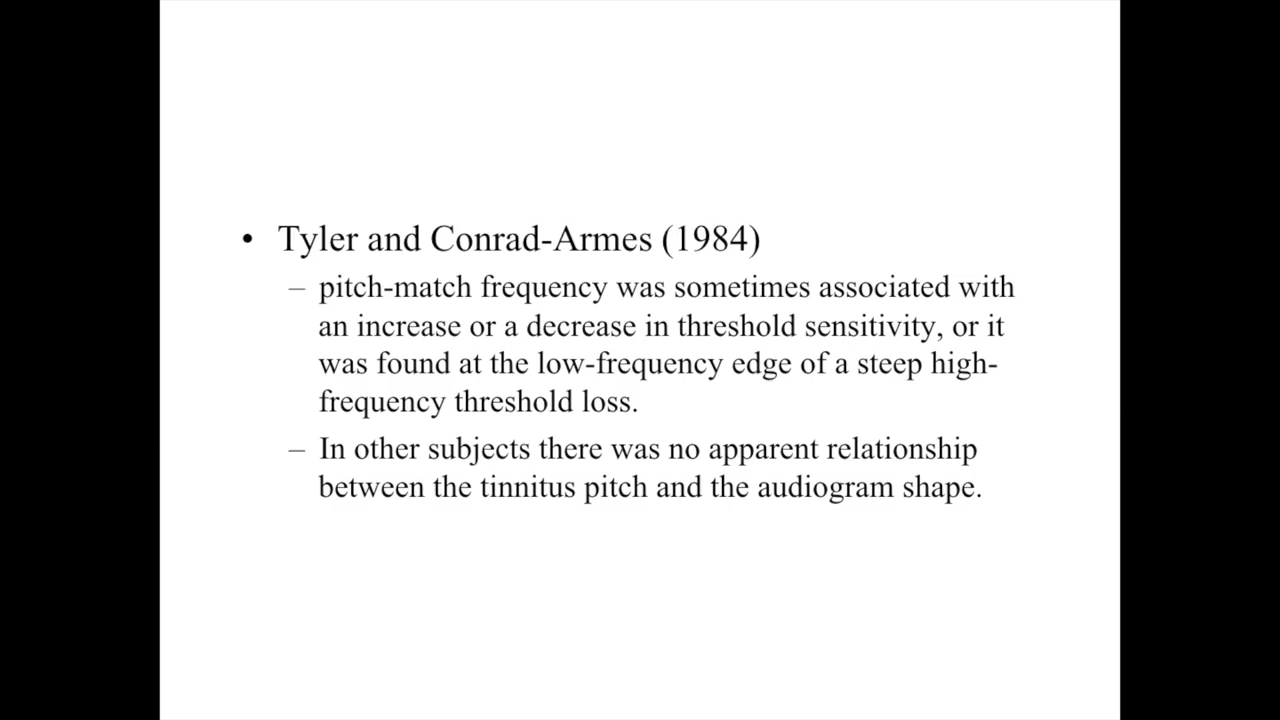 • Tyler and Conrad-Armes (1984)
– pitch-match frequency was sometimes associated with
an increase or a decrease in threshold sensitivity, or it
was found at the low-frequency edge of a steep high-
frequency threshold loss.
– In other subjects there was no apparent relationship
between the tinnitus pitch and the audiogram shape.